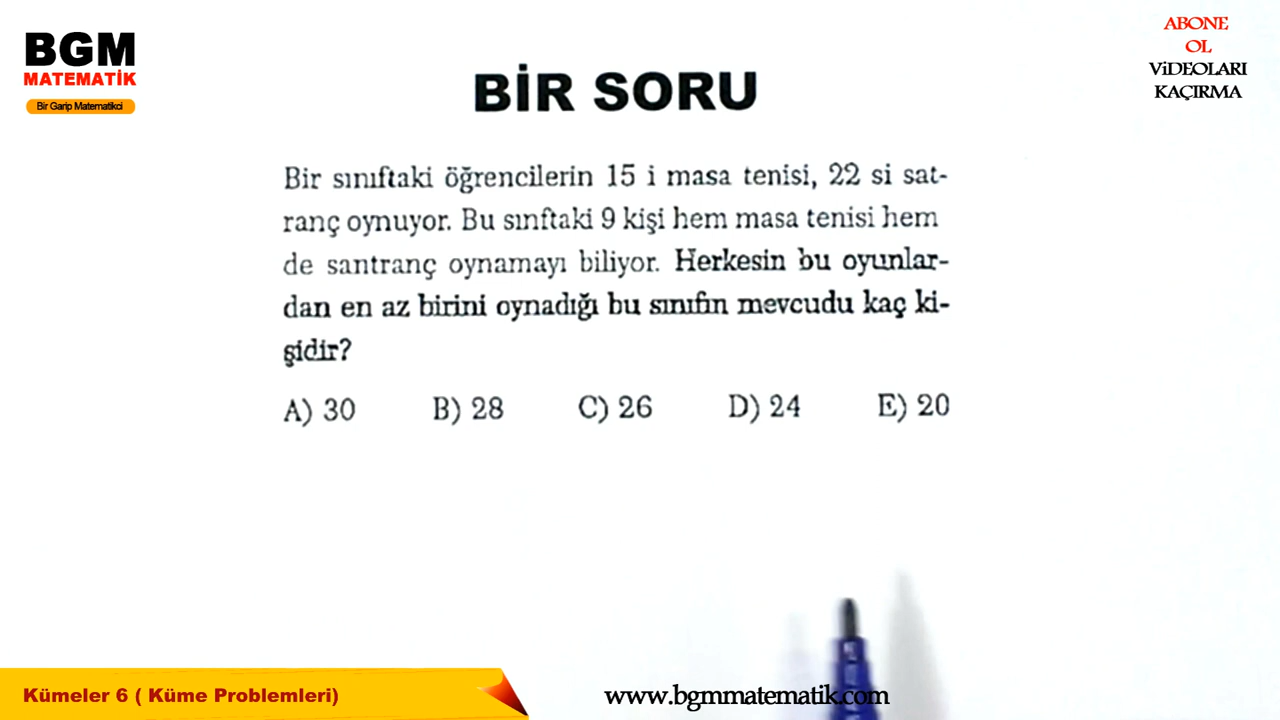 BGM
MATEMATİK
Bir Garip Matematikci
ABONE
OL
ViDEOLARI
KAÇIRMA
BİR SORU
Bir sınıftaki öğrencilerin 15 i masa tenisi, 22 si sat-
ranç oynuyor. Bu sınftaki 9 kişi hem masa tenisi hem
de santranç oynamayı biliyor. Herkesin bu oyunlar-
dan en az birini oynadığı bu sınıfın mevcudu kaç ki-
şidir?
A) 30 B) 28 C) 26 D) 24 E) 20
Kümeler 6 ( Küme Problemleri)
www.bgmmatematik.com